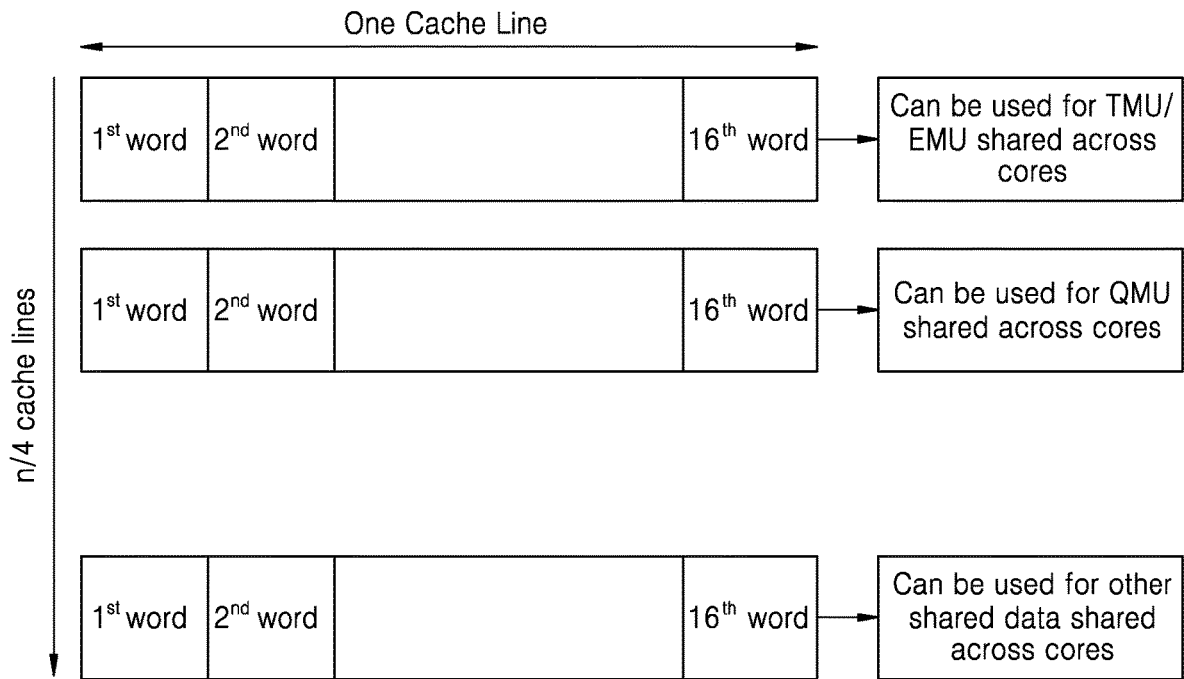 One Cache Line
1st word
2nd word
16th word
Can be used for TMU/
EMU shared across
cores
1st word
2nd word
16th word
Can be used for QMU
shared across cores
n/4 cache lines
1st word
2nd word
16th word
Can be used for other
shared data shared
across cores